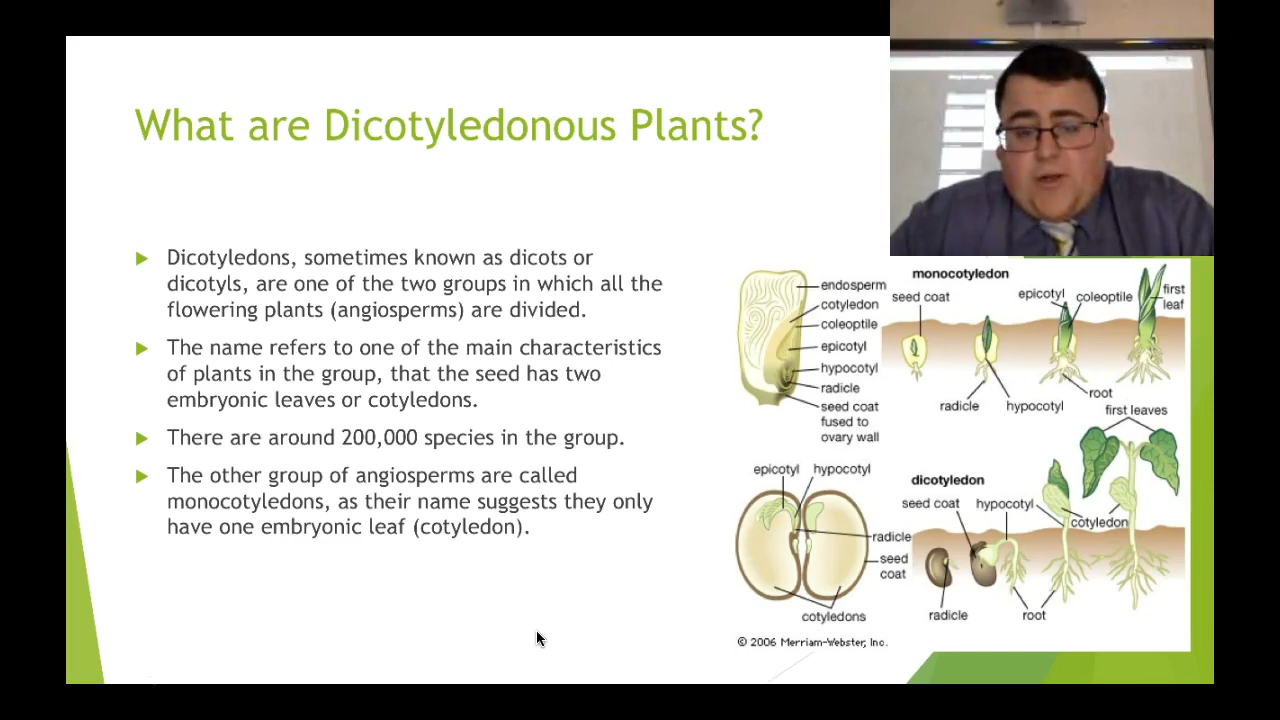 What are Dicotyledonous Plants?
Dicotyledons, sometimes known as dicots or
dicotyls, are one of the two groups in which all the
flowering plants (angiosperms) are divided.
The name refers to one of the main characteristics
of plants in the group, that the seed has two
embryonic leaves or cotyledons.
There are around 200,000 species in the group.
The other group of angiosperms are called
monocotyledons, as their name suggests they only
have one embryonic leaf (cotyledon).
endosperm
cotyledon
coleoptile
epicotyl
hypocotyl
radicle
seed coat
fused to
ovary wall
monocotyledon
seed coat
epicotyl
coleoptile
first
leaf
radicle
hypocotyl
root
first leaves
epicotyl
hypocotyl
radicle
seed
coat
cotyledons
dicotyledon
seed coat
hypocotyl
cotyledon
radicle
root
© 2006 Merriam-Webster, Inc.